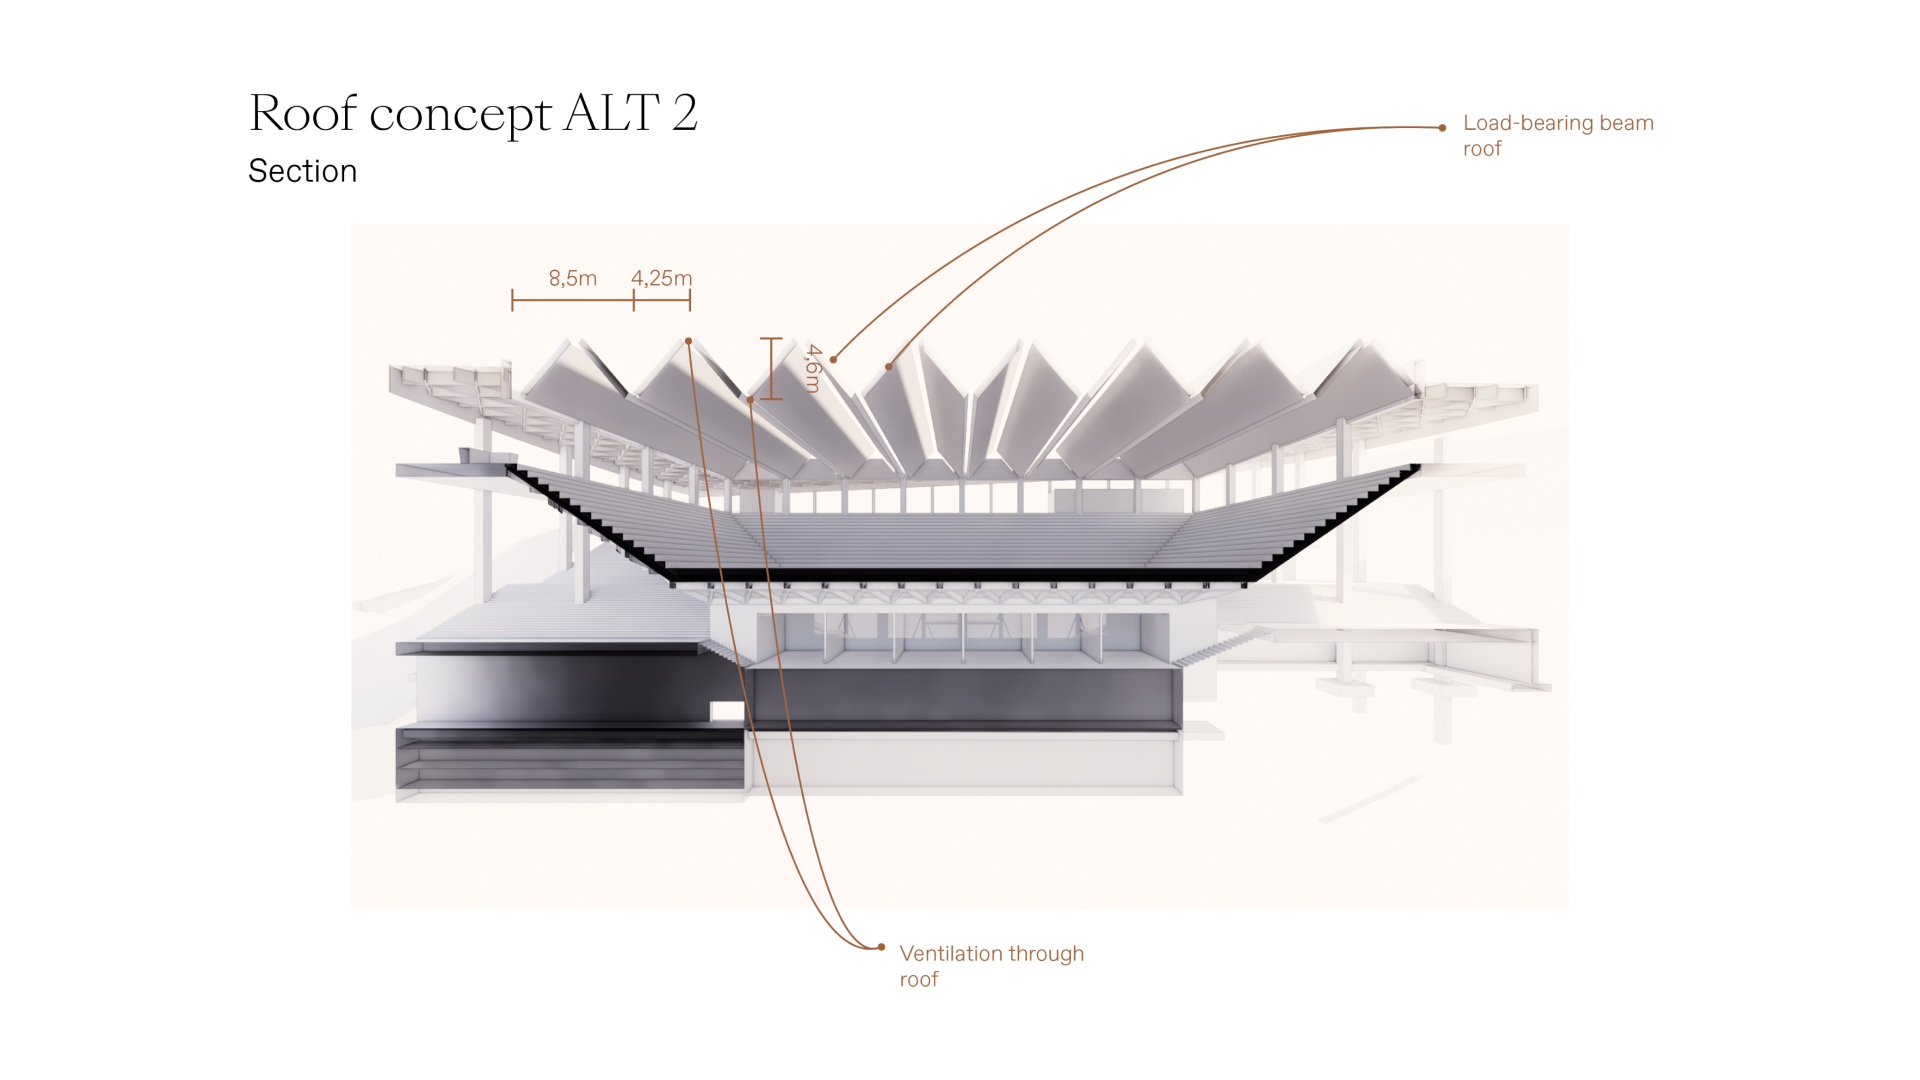 Roof concept ALT 2
Section
Load-bearing beam
roof
8,5m
4,25m
4,6m
Ventilation through
roof